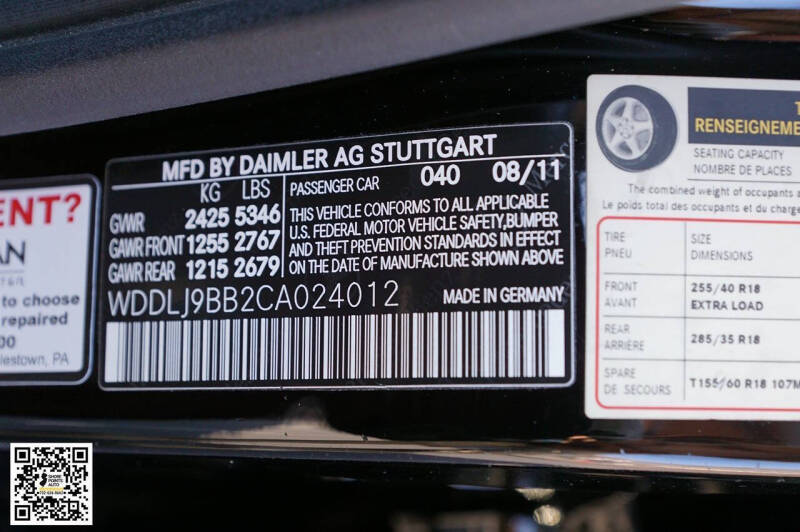 MFD BY DAIMLER AG STUTTGART
KG LBS
GVWR 2425 5346
GAWR FRONT 1255 2767
GAWR REAR 1215 2679
PASSENGER CAR 040 08/11
THIS VEHICLE CONFORMS TO ALL APPLICABLE
U.S. FEDERAL MOTOR VEHICLE SAFETY,BUMPER
AND THEFT PREVENTION STANDARDS IN EFFECT
ON THE DATE OF MANUFACTURE SHOWN ABOVE
WDDLJ9BB2CA024012 MADE IN GERMANY
ENT?
AN
to choose
repaired
00
lestown, PA
RENSEIGNEME
SEATING CAPACITY
NOMBRE DE PLACES
The combined weight of occupants a
Le poids total des occupants et du charge
TIRE SIZE
PNEU DIMENSIONS
FRONT 255/40 R18
AVANT EXTRA LOAD
REAR 285/35 R18
ARRIÈRE
SPARE T155/60 R18 107M
DE SECOURS
SHORE
POINTE
AUTO